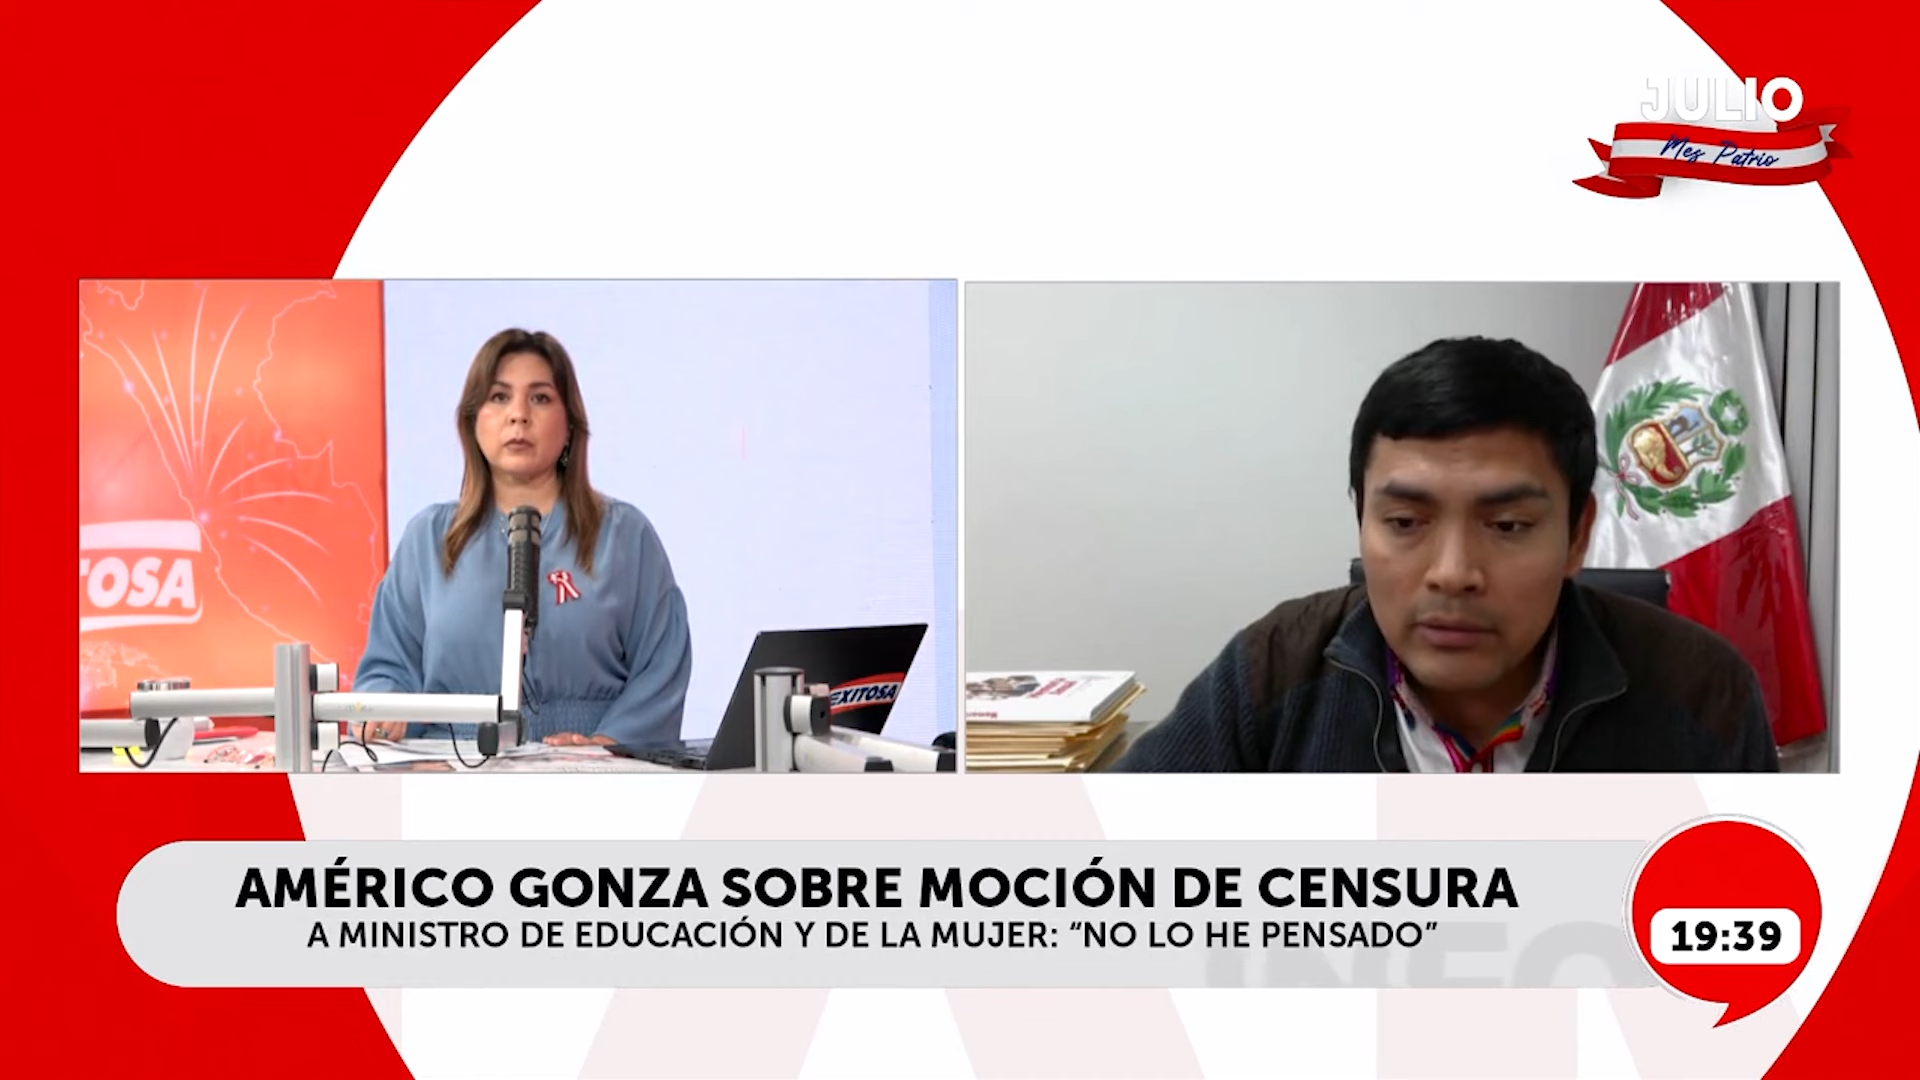 JULIO
Mes Patrio
TOSA
EXITOSA
AMÉRICO GONZA SOBRE MOCIÓN DE CENSURA
A MINISTRO DE EDUCACIÓN Y DE LA MUJER: “NO LO HE PENSADO”
19:39